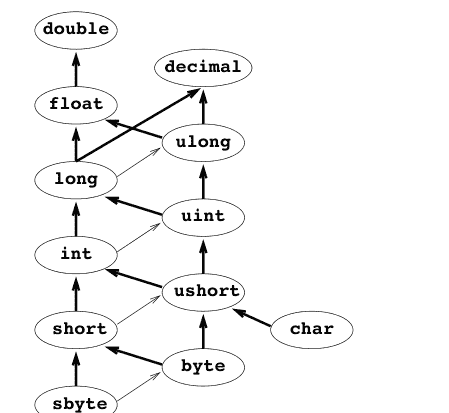 double
decimal
float
ulong
long
uint
int
ushort
short
char
byte
sbyte